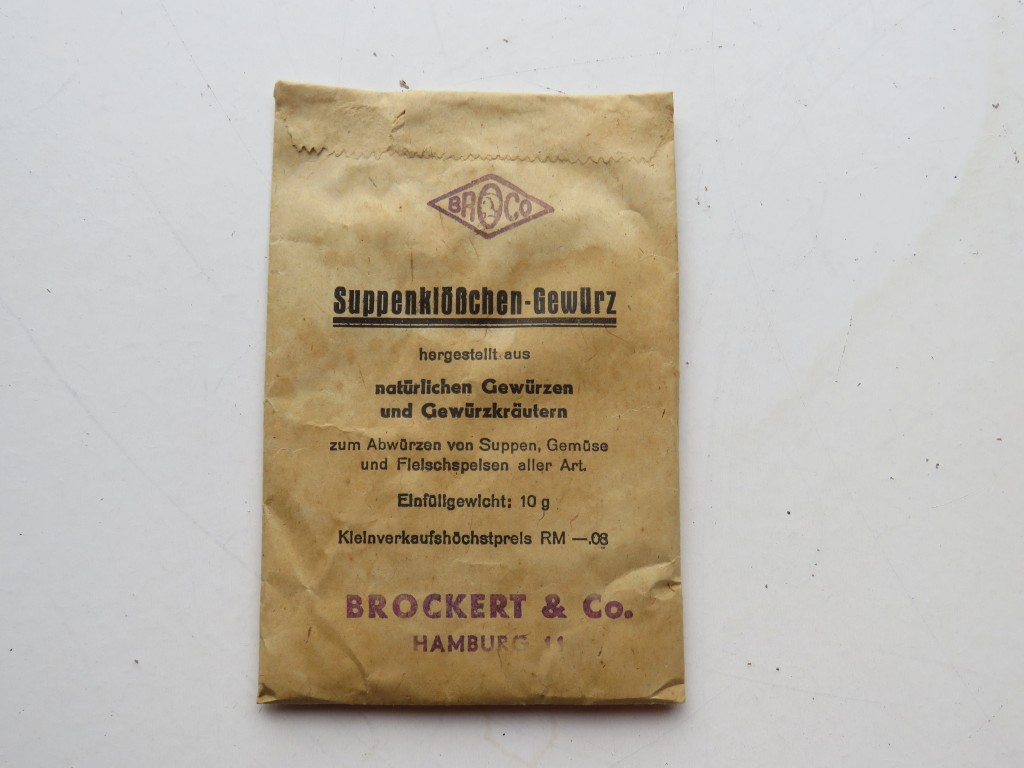 BROCo
Suppenklößchen-Gewürz
hergestellt aus
natürlichen Gewürzen
und Gewürzkräutern
zum Abwürzen von Suppen, Gemüse
und Fleischspeisen aller Art.
Einfüllgewicht: 10 g
Kleinverkaufshöchstpreis RM —.08
BROCKERT & Co.
HAMBURG 11